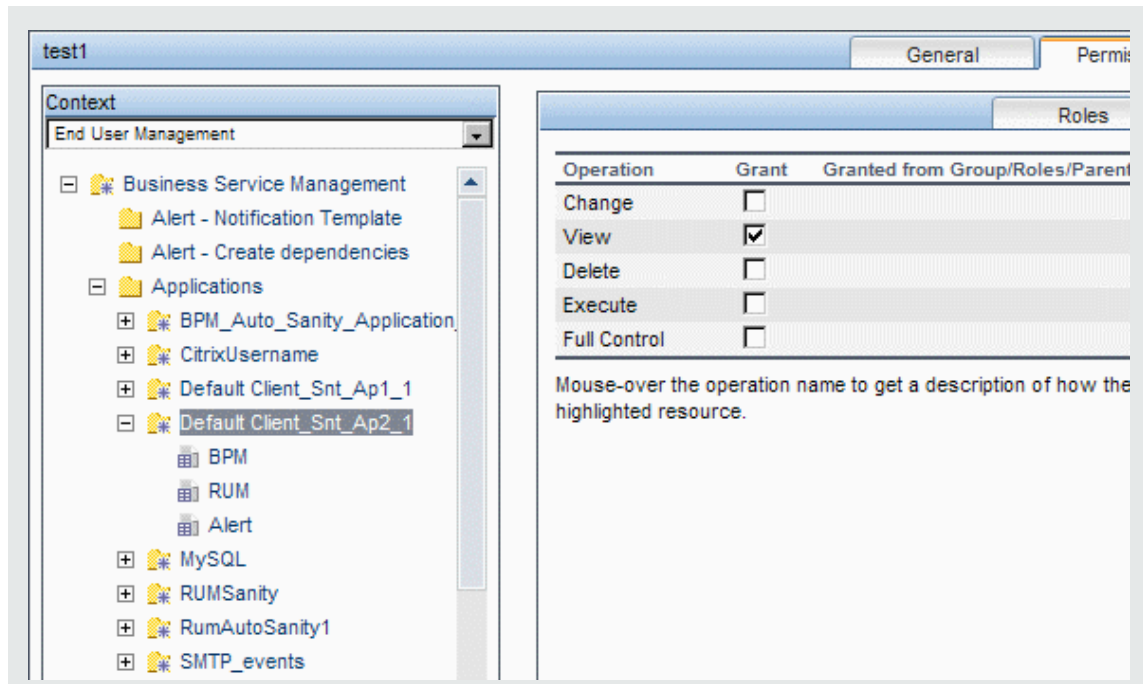 test1
General
Permis
Context
End User Management
Business Service Management
Alert - Notification Template
Alert - Create dependencies
Applications
BPM_Auto_Sanity_Application_
CitrixUsername
Default Client_Snt_Ap1_1
Default Client_Snt_Ap2_1
BPM
RUM
Alert
MySQL
RUMSanity
RumAutoSanity1
SMTP_events
Roles
Operation Grant Granted from Group/Roles/Parent
Change
View
Delete
Execute
Full Control
Mouse-over the operation name to get a description of how the
highlighted resource.